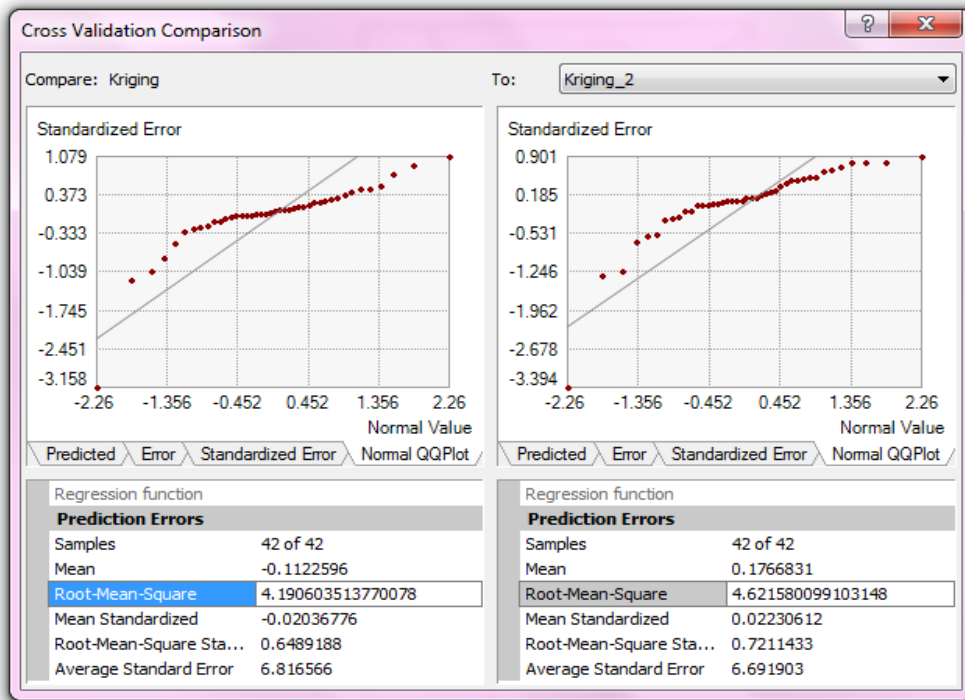 Cross Validation Comparison
?
X
Compare: Kriging
To:
Kriging_2
Standardized Error
1.079
0.373
-0.333
-1.039
-1.745
-2.451
-3.158
-2.26
-1.356
-0.452
0.452
1.356
2.26
Normal Value
Predicted
Error
Standardized Error
Normal QQPlot
Standardized Error
0.901
0.185
-0.531
-1.246
-1.962
-2.678
-3.394
-2.26
-1.356
-0.452
0.452
1.356
2.26
Normal Value
Predicted
Error
Standardized Error
Normal QQPlot
Regression function
Prediction Errors
Samples 42 of 42
Mean -0.1122596
Root-Mean-Square 4.190603513770078
Mean Standardized -0.02036776
Root-Mean-Square Sta... 0.6489188
Average Standard Error 6.816566
Regression function
Prediction Errors
Samples 42 of 42
Mean 0.1766831
Root-Mean-Square 4.621580099103148
Mean Standardized 0.02230612
Root-Mean-Square Sta... 0.7211433
Average Standard Error 6.691903